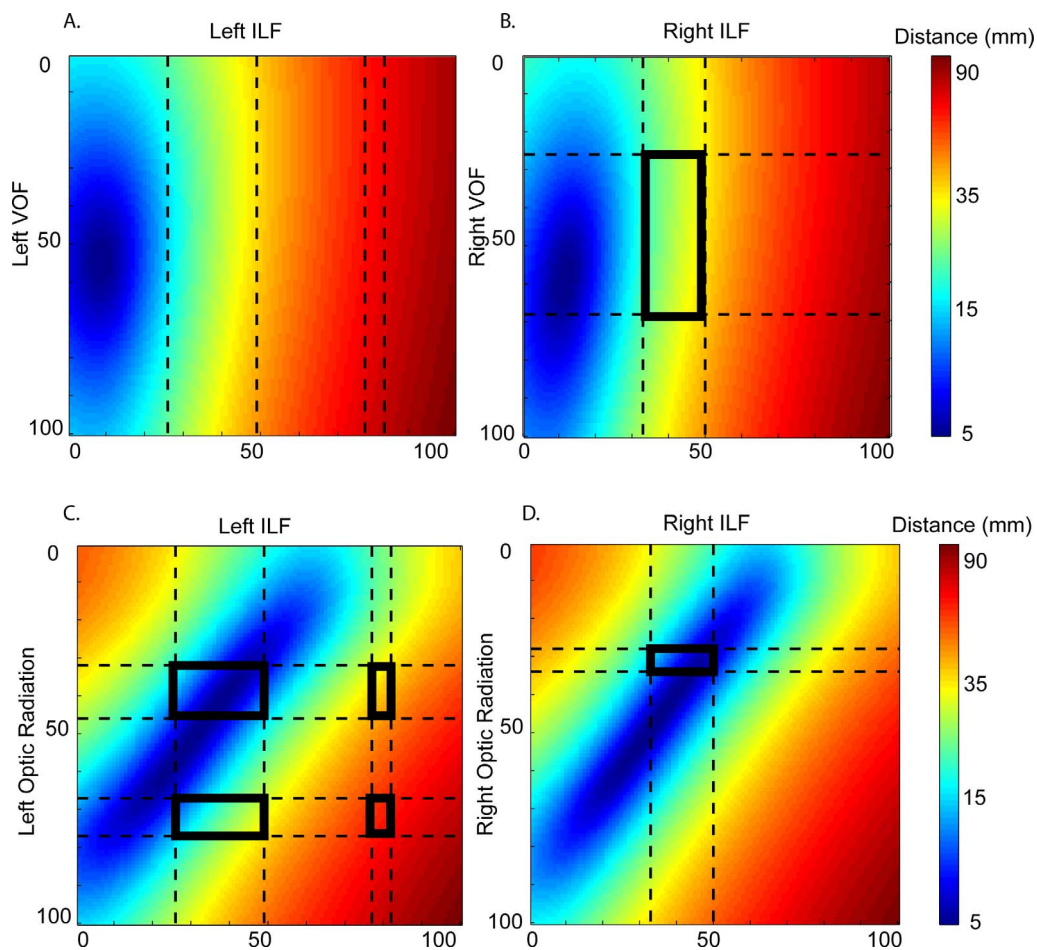 A.
Left ILF
B.
Right ILF
Distance (mm)
0
50
100
Left VOF
0 50 100
0
50
100
Right VOF
0 50 100
90
35
15
5
C.
Left ILF
D.
Right ILF
Distance (mm)
0
50
100
Left Optic Radiation
0 50 100
0
50
100
Right Optic Radiation
0 50 100
90
35
15
5